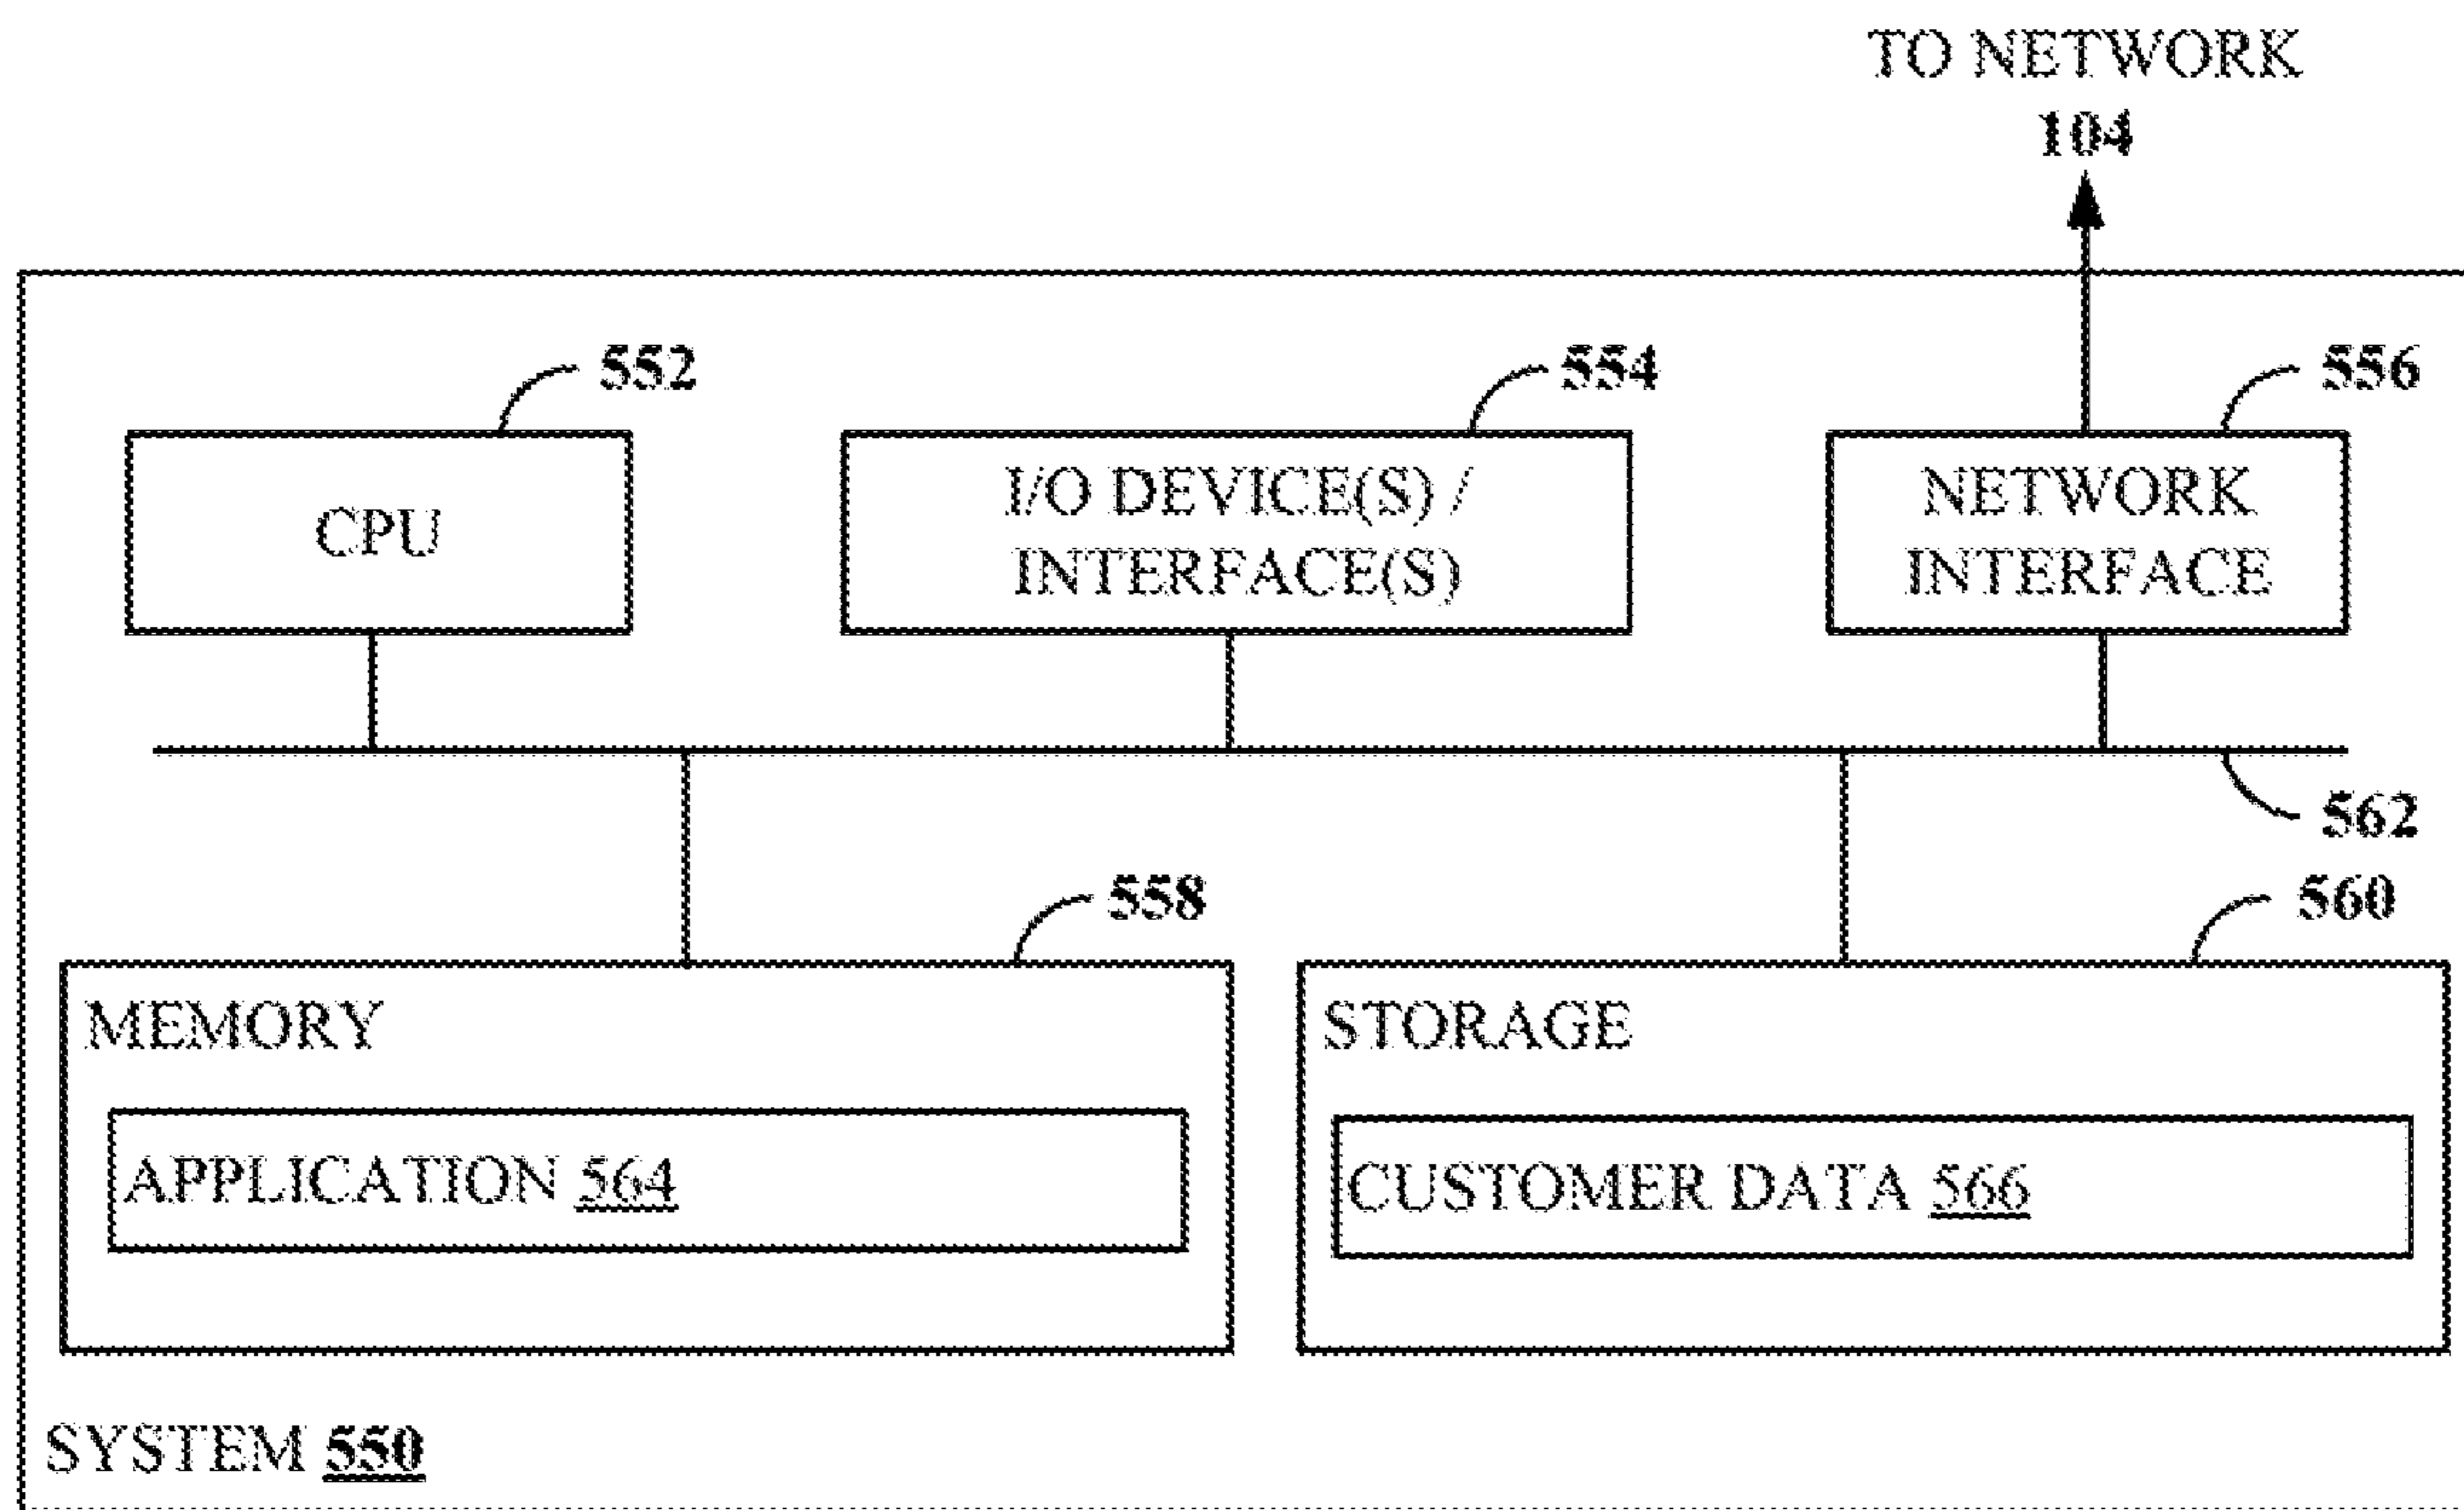 TO NETWORK
104
552
554
556
CPU
I/O DEVICE(S) /
INTERFACE(S)
NETWORK
INTERFACE
562
558
560
MEMORY
STORAGE
APPLICATION 564
CUSTOMER DATA 566
SYSTEM 550